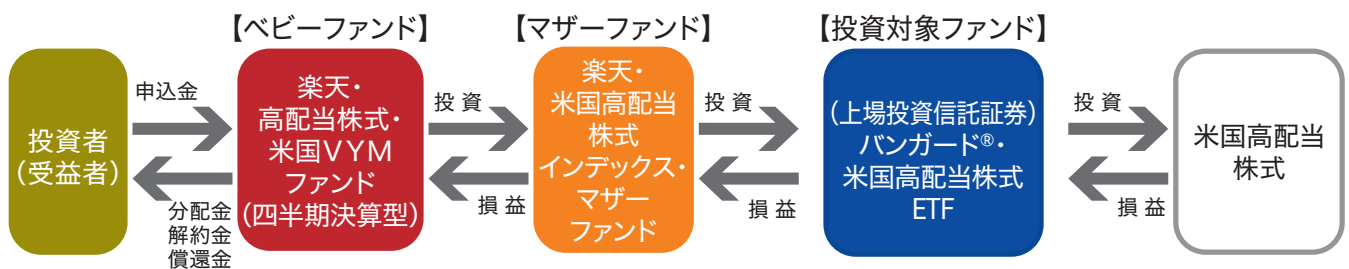 【ベビーファンド】
【マザーファンド】
【投資対象ファンド】
投資者
(受益者)
申込金
分配金
解約金
償還金
楽天・
高配当株式・
米国VYM
ファンド
(四半期決算型)
投資
損益
楽天・
米国高配当
株式
インデックス・
マザー
ファンド
投資
損益
(上場投資信託証券)
バンガード®・
米国高配当株式
ETF
投資
損益
米国高配当
株式